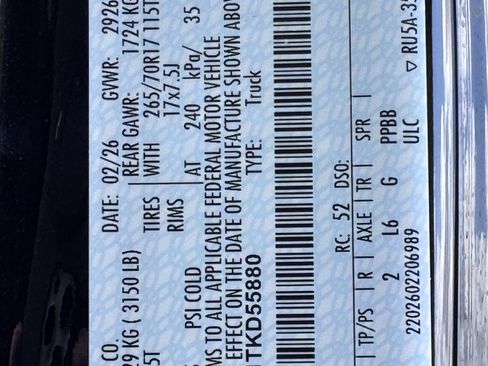 CO. DATE: 02/26 GVWR: 2926
29 KG ( 3150 LB) REAR GAWR: 1724 KG
5T TIRES WITH 265/70R17 115T
RIMS 17x7.5J
PSI COLD AT 240 kPa/ 35
MS TO ALL APPLICABLE FEDERAL MOTOR VEHICLE
EFFECT ON THE DATE OF MANUFACTURE SHOWN ABOV
TKD55880 TYPE: Truck
RC: 52 DSO:
TP/PS R AXLE TR SPR
2 L6 G PPBB
ULC
2202602206989 ▽ RU5A-35